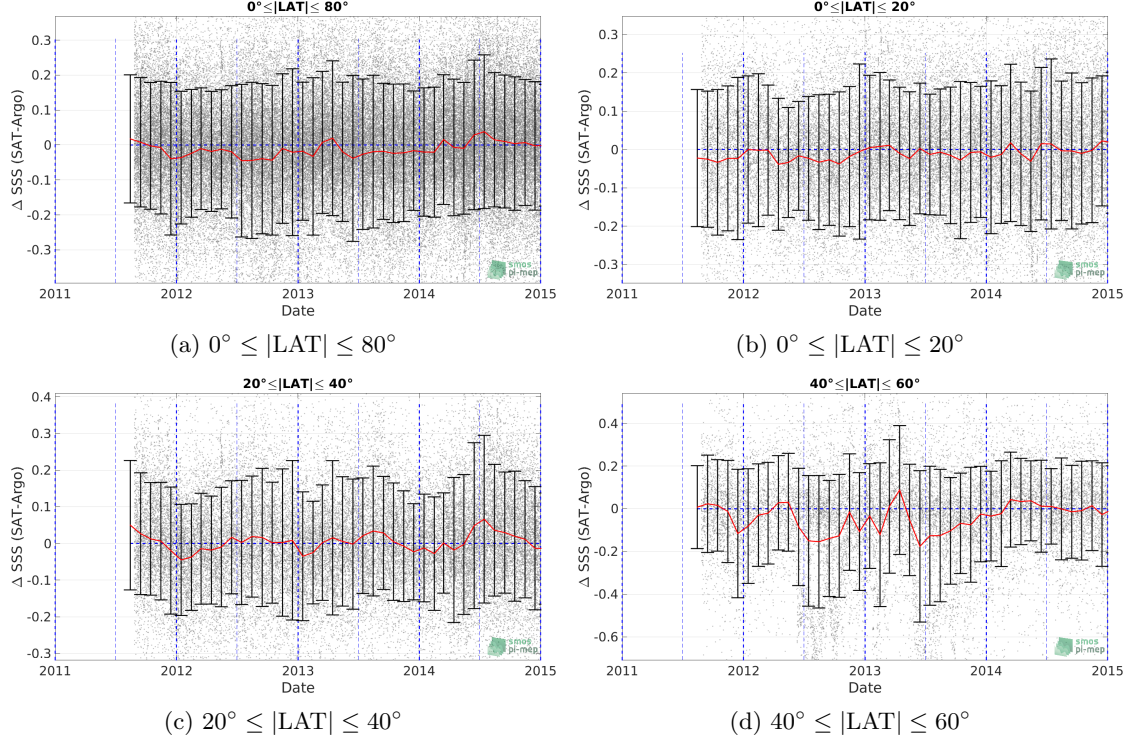 0°≤|LAT|≤ 80°
Δ SSS (SAT-Argo)
0.3
0.2
0.1
0
-0.1
-0.2
-0.3
2011 2012 2013 2014 2015
Date
smos
pi-mep
(a) 0° ≤ |LAT| ≤ 80°
0°≤|LAT|≤ 20°
Δ SSS (SAT-Argo)
0.3
0.2
0.1
0
-0.1
-0.2
-0.3
2011 2012 2013 2014 2015
Date
smos
pi-mep
(b) 0° ≤ |LAT| ≤ 20°
20°≤|LAT|≤ 40°
Δ SSS (SAT-Argo)
0.4
0.3
0.2
0.1
0
-0.1
-0.2
-0.3
2011 2012 2013 2014 2015
Date
smos
pi-mep
(c) 20° ≤ |LAT| ≤ 40°
40°≤|LAT|≤ 60°
Δ SSS (SAT-Argo)
0.4
0.2
0
-0.2
-0.4
-0.6
2011 2012 2013 2014 2015
Date
smos
pi-mep
(d) 40° ≤ |LAT| ≤ 60°